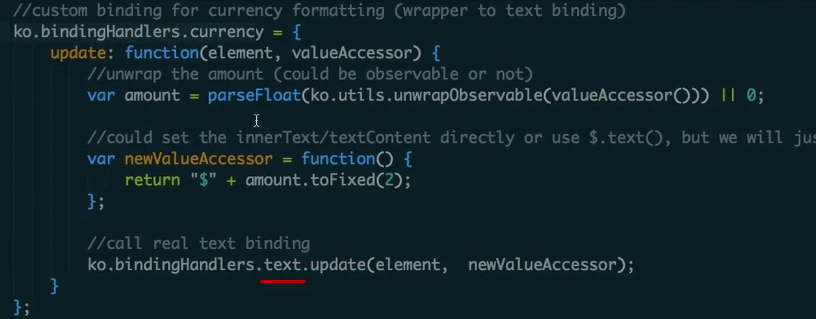 //custom binding for currency formatting (wrapper to text binding)
ko.bindingHandlers.currency = {
    update: function(element, valueAccessor) {
        //unwrap the amount (could be observable or not)
        var amount = parseFloat(ko.utils.unwrapObservable(valueAccessor())) || 0;

        //could set the innerText/textContent directly or use $.text(), but we will
        var newValueAccessor = function() {
            return "$" + amount.toFixed(2);
        };

        //call real text binding
        ko.bindingHandlers.text.update(element,  newValueAccessor);
    }
};